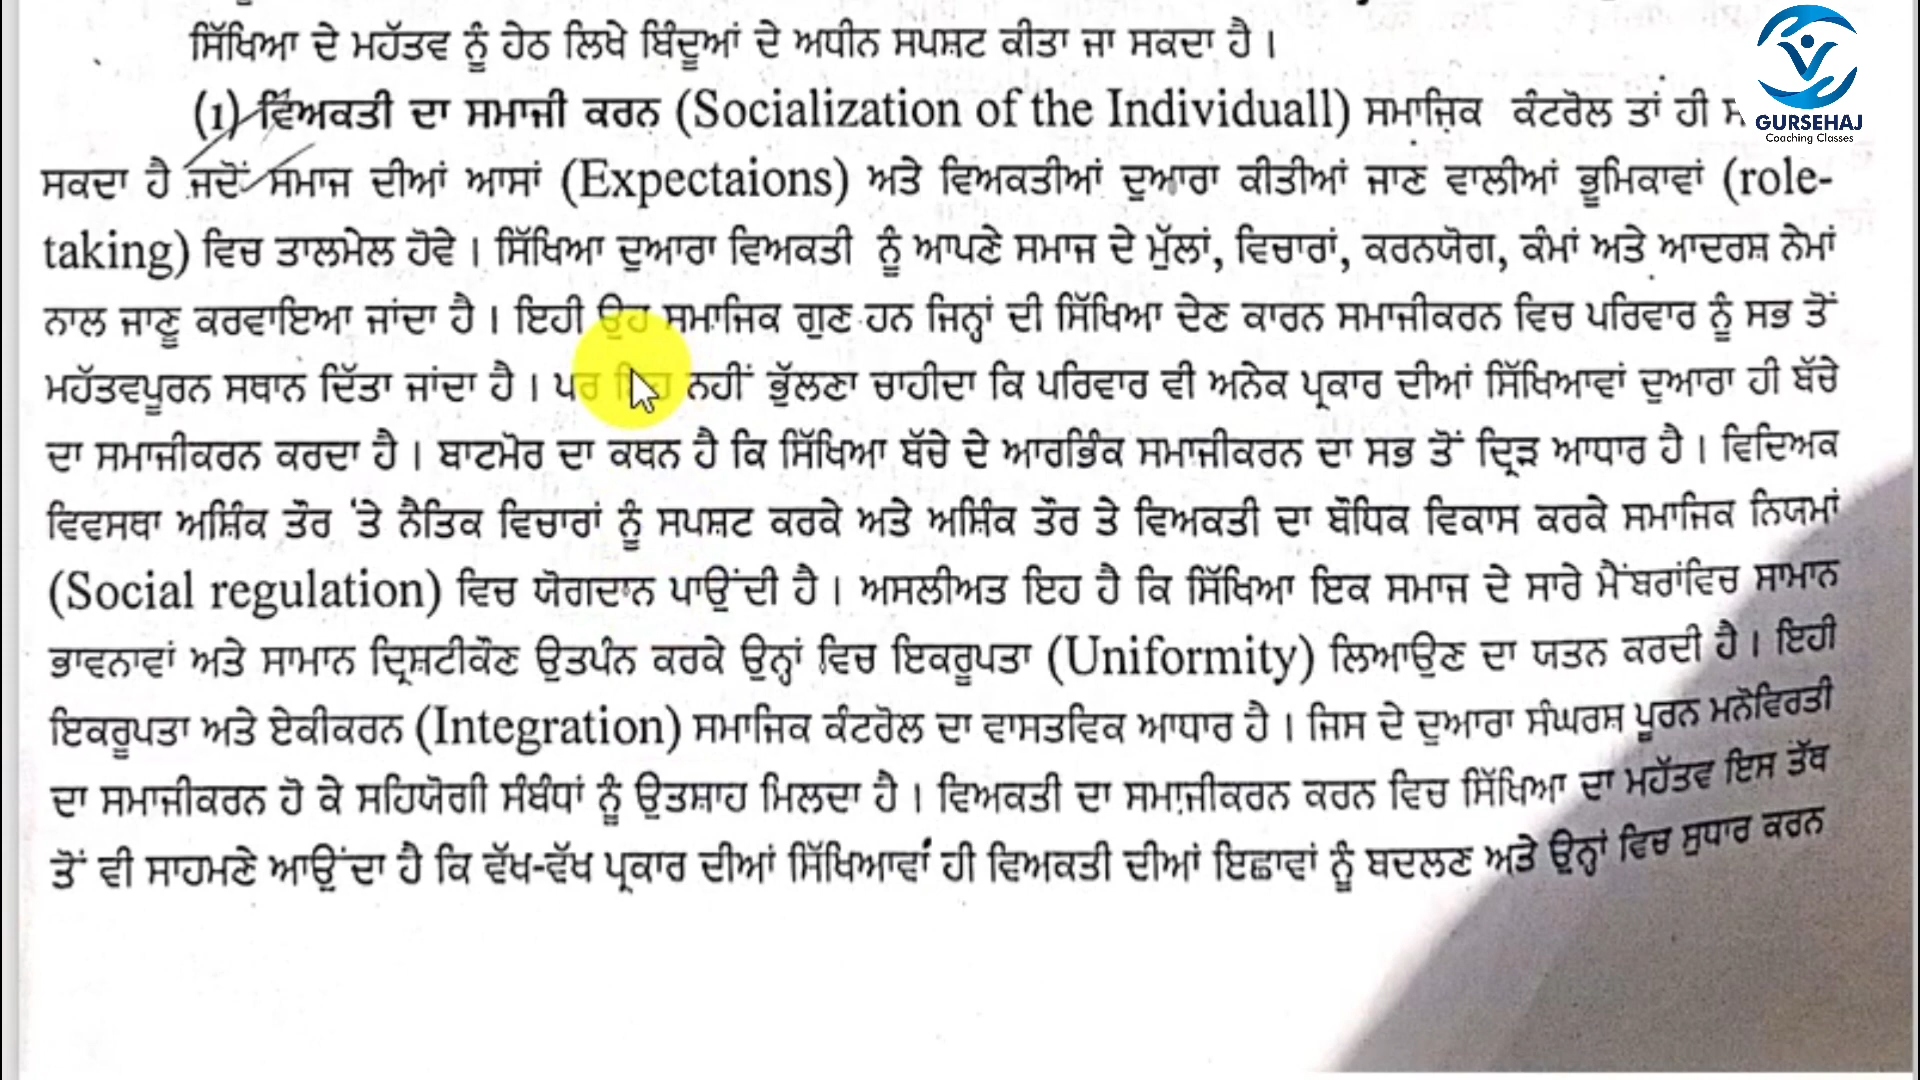 ਸਿੱਖਿਆ ਦੇ ਮਹੱਤਵ ਨੂੰ ਹੇਠ ਲਿਖੇ ਬਿੰਦੂਆਂ ਦੇ ਅਧੀਨ ਸਪਸ਼ਟ ਕੀਤਾ ਜਾ ਸਕਦਾ ਹੈ ।
(1) ਵਿਅਕਤੀ ਦਾ ਸਮਾਜੀ ਕਰਨ (Socialization of the Individuall) ਸਮਾਜਿਕ ਕੰਟਰੋਲ ਤਾਂ ਹੀ
GURSEHAJ
Coaching Classes
ਸਕਦਾ ਹੈ ਜਦੋਂ ਸਮਾਜ ਦੀਆਂ ਆਸਾਂ (Expectaions) ਅਤੇ ਵਿਅਕਤੀਆਂ ਦੁਆਰਾ ਕੀਤੀਆਂ ਜਾਣ ਵਾਲੀਆਂ ਭੂਮਿਕਾਵਾਂ (role-
taking) ਵਿਚ ਤਾਲਮੇਲ ਹੋਵੇ । ਸਿੱਖਿਆ ਦੁਆਰਾ ਵਿਅਕਤੀ ਨੂੰ ਆਪਣੇ ਸਮਾਜ ਦੇ ਮੁੱਲਾਂ, ਵਿਚਾਰਾਂ, ਕਰਨਯੋਗ, ਕੰਮਾਂ ਅਤੇ ਆਦਰਸ਼ ਨੇਮਾਂ
ਨਾਲ ਜਾਣੂ ਕਰਵਾਇਆ ਜਾਂਦਾ ਹੈ । ਇਹੀ ਉਹ ਸਮਾਜਿਕ ਗੁਣ ਹਨ ਜਿਨ੍ਹਾਂ ਦੀ ਸਿੱਖਿਆ ਦੇਣ ਕਾਰਨ ਸਮਾਜੀਕਰਨ ਵਿਚ ਪਰਿਵਾਰ ਨੂੰ ਸਭ ਤੋਂ
ਮਹੱਤਵਪੂਰਨ ਸਥਾਨ ਦਿੱਤਾ ਜਾਂਦਾ ਹੈ । ਪਰ ਇਹ ਨਹੀਂ ਭੁੱਲਣਾ ਚਾਹੀਦਾ ਕਿ ਪਰਿਵਾਰ ਵੀ ਅਨੇਕ ਪ੍ਰਕਾਰ ਦੀਆਂ ਸਿੱਖਿਆਵਾਂ ਦੁਆਰਾ ਹੀ ਬੱਚੇ
ਦਾ ਸਮਾਜੀਕਰਨ ਕਰਦਾ ਹੈ । ਬਾਟਮੋਰ ਦਾ ਕਥਨ ਹੈ ਕਿ ਸਿੱਖਿਆ ਬੱਚੇ ਦੇ ਆਰਭਿੰਕ ਸਮਾਜੀਕਰਨ ਦਾ ਸਭ ਤੋਂ ਦ੍ਰਿੜ ਆਧਾਰ ਹੈ । ਵਿਦਿਅਕ
ਵਿਵਸਥਾ ਅਸ਼ਿੰਕ ਤੌਰ 'ਤੇ ਨੈਤਿਕ ਵਿਚਾਰਾਂ ਨੂੰ ਸਪਸ਼ਟ ਕਰਕੇ ਅਤੇ ਅਸ਼ਿੰਕ ਤੌਰ ਤੇ ਵਿਅਕਤੀ ਦਾ ਬੌਧਿਕ ਵਿਕਾਸ ਕਰਕੇ ਸਮਾਜਿਕ ਨਿਯਮਾਂ
(Social regulation) ਵਿਚ ਯੋਗਦਾਨ ਪਾਉਂਦੀ ਹੈ । ਅਸਲੀਅਤ ਇਹ ਹੈ ਕਿ ਸਿੱਖਿਆ ਇਕ ਸਮਾਜ ਦੇ ਸਾਰੇ ਮੈਂਬਰਾਂਵਿਚ ਸਾਮਾਨ
ਭਾਵਨਾਵਾਂ ਅਤੇ ਸਾਮਾਨ ਦ੍ਰਿਸ਼ਟੀਕੌਣ ਉਤਪੰਨ ਕਰਕੇ ਉਨ੍ਹਾਂ ਵਿਚ ਇਕਰੂਪਤਾ (Uniformity) ਲਿਆਉਣ ਦਾ ਯਤਨ ਕਰਦੀ ਹੈ । ਇਹੀ
ਇਕਰੂਪਤਾ ਅਤੇ ਏਕੀਕਰਨ (Integration) ਸਮਾਜਿਕ ਕੰਟਰੋਲ ਦਾ ਵਾਸਤਵਿਕ ਆਧਾਰ ਹੈ । ਜਿਸ ਦੇ ਦੁਆਰਾ ਸੰਘਰਸ਼ ਪੂਰਨ ਮਨੋਵਿਰਤੀ
ਦਾ ਸਮਾਜੀਕਰਨ ਹੋ ਕੇ ਸਹਿਯੋਗੀ ਸੰਬੰਧਾਂ ਨੂੰ ਉਤਸ਼ਾਹ ਮਿਲਦਾ ਹੈ । ਵਿਅਕਤੀ ਦਾ ਸਮਾਜੀਕਰਨ ਕਰਨ ਵਿਚ ਸਿੱਖਿਆ ਦਾ ਮਹੱਤਵ ਇਸ ਤੱਥ
ਤੋਂ ਵੀ ਸਾਹਮਣੇ ਆਉਂਦਾ ਹੈ ਕਿ ਵੱਖ-ਵੱਖ ਪ੍ਰਕਾਰ ਦੀਆਂ ਸਿੱਖਿਆਵਾਂ ਹੀ ਵਿਅਕਤੀ ਦੀਆਂ ਇਛਾਵਾਂ ਨੂੰ ਬਦਲਣ ਅਤੇ ਉਨ੍ਹਾਂ ਵਿਚ ਸੁਧਾਰ ਕਰਨ